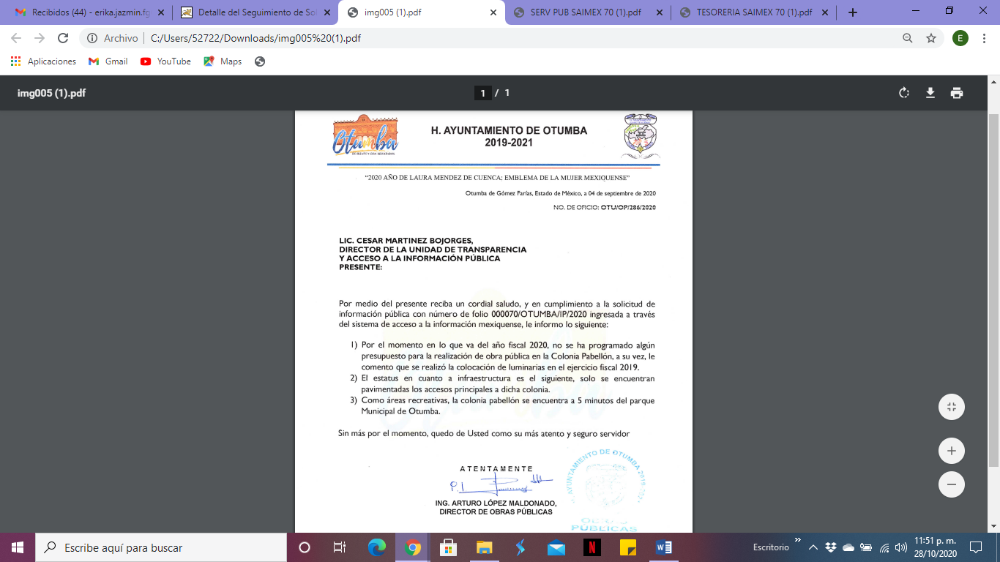 Recibidos (44) - erika.jazmin.fg
Detalle del Seguimiento de Sol
img005 (1).pdf
SERV PUB SAIMEX 70 (1).pdf
TESORERIA SAIMEX 70 (1).pdf
Archivo
C:/Users/52722/Downloads/img005%20(1).pdf
E
Aplicaciones
Gmail
YouTube
Maps
img005 (1).pdf
1 / 1
Otumba
DE FRENTE Y CON RESULTADOS
H. AYUNTAMIENTO DE OTUMBA
2019-2021
“2020 AÑO DE LAURA MENDEZ DE CUENCA; EMBLEMA DE LA MUJER MEXIQUENSE”
Otumba de Gómez Farías, Estado de México, a 04 de septiembre de 2020
NO. DE OFICIO: OTU/OP/286/2020
LIC. CESAR MARTINEZ BOJORGES,
DIRECTOR DE LA UNIDAD DE TRANSPARENCIA
Y ACCESO A LA INFORMACIÓN PÚBLICA
PRESENTE:
Por medio del presente reciba un cordial saludo, y en cumplimiento a la solicitud de
información pública con número de folio 000070/OTUMBA/IP/2020 ingresada a través
del sistema de acceso a la información mexiquense, le informo lo siguiente:
1) Por el momento en lo que va del año fiscal 2020, no se ha programado algún
presupuesto para la realización de obra pública en la Colonia Pabellón, a su vez, le
comento que se realizó la colocación de luminarias en el ejercicio fiscal 2019.
2) El estatus en cuanto a infraestructura es el siguiente, solo se encuentran
pavimentadas los accesos principales a dicha colonia.
3) Como áreas recreativas, la colonia pabellón se encuentra a 5 minutos del parque
Municipal de Otumba.
Sin más por el momento, quedo de Usted como su más atento y seguro servidor
ATENTAMENTE
ING. ARTURO LÓPEZ MALDONADO,
DIRECTOR DE OBRAS PÚBLICAS
H. AYUNTAMIENTO DE OTUMBA 2019-2021
OBRAS
PÚBLICAS
Escribe aquí para buscar
Escritorio
11:51 p. m.
28/10/2020